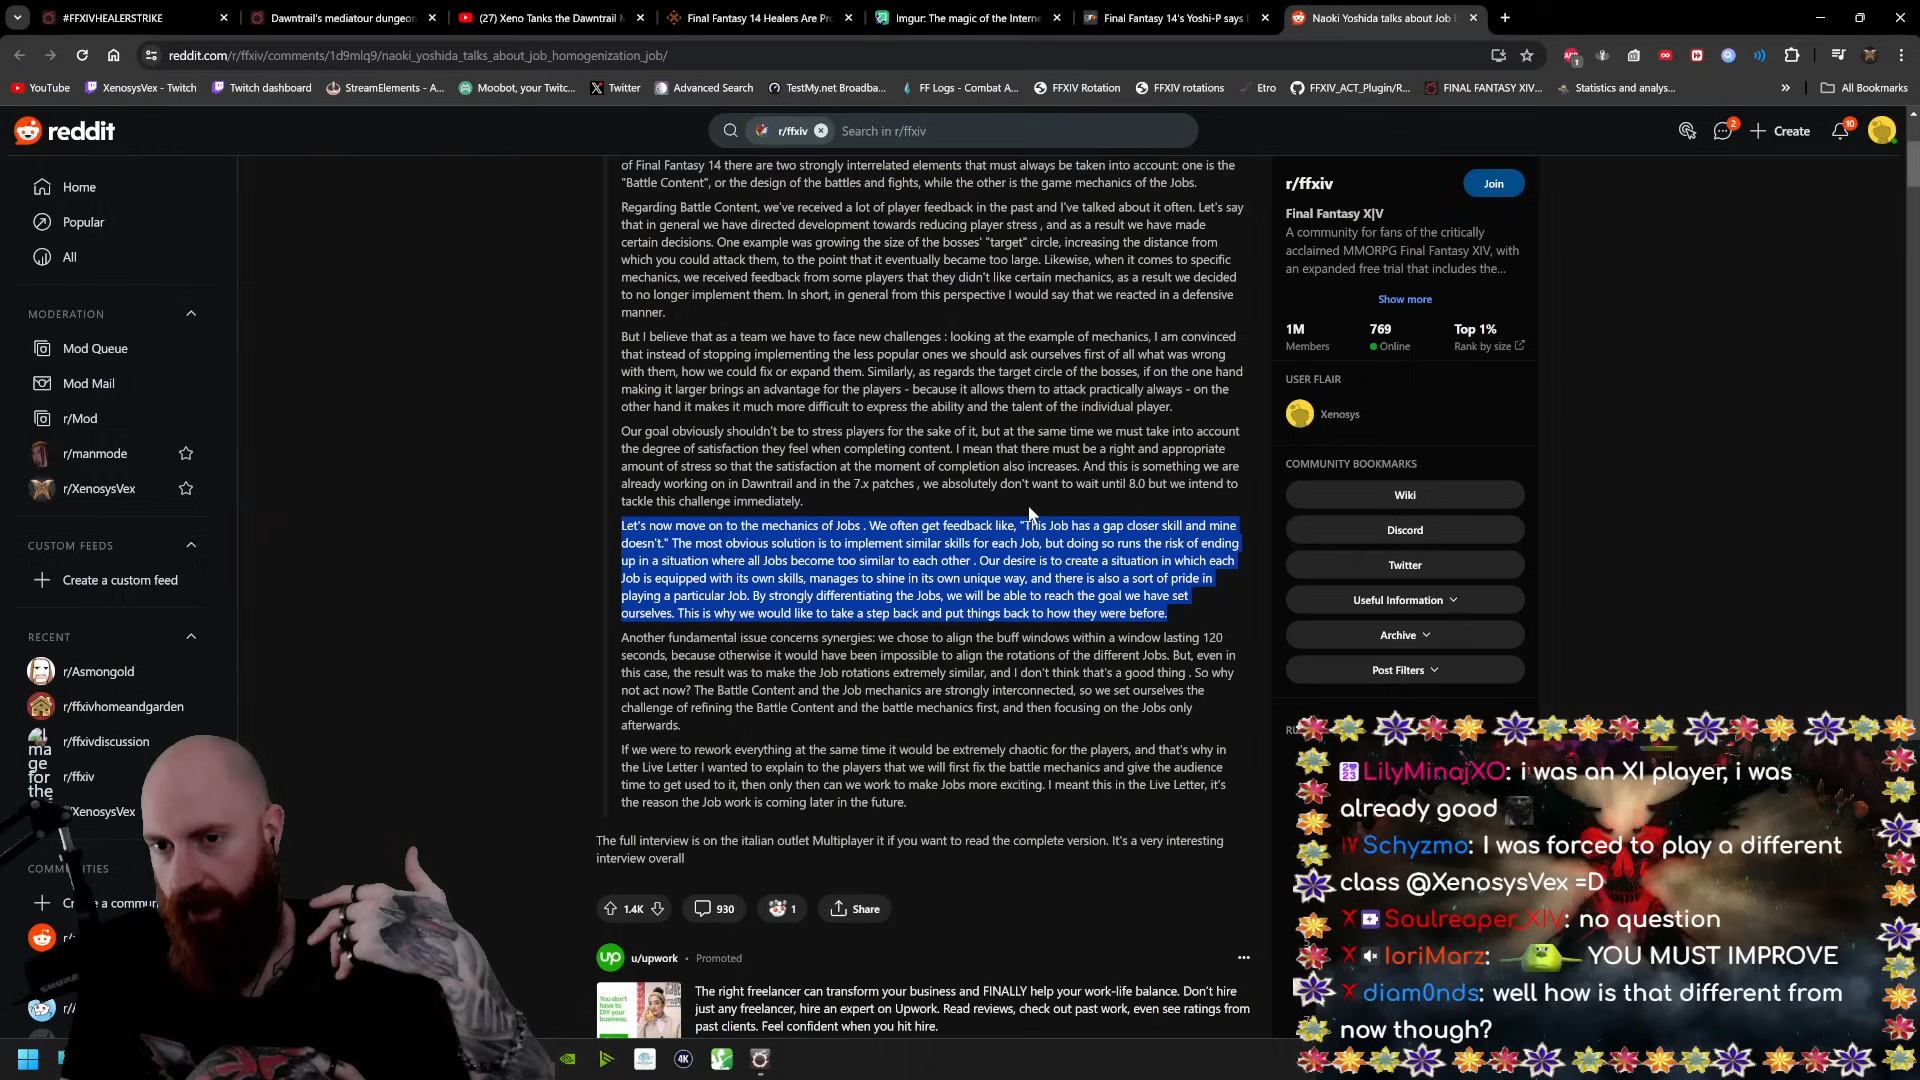 #FFXIVHEALERSTRIKE
Dawntrail's mediatour dungeon
(27) Xeno Tanks the Dawntrail M
Final Fantasy 14 Healers Are Pr
Imgur: The magic of the Interne
Final Fantasy 14's Yoshi-P says
Naoki Yoshida talks about Job H
reddit.com/r/ffxiv/comments/1d9mlq9/naoki_yoshida_talks_about_job_homogenization_job/
YouTube
XenosysVex - Twitch
Twitch dashboard
StreamElements - A...
Moobot, your Twitc...
Twitter
Advanced Search
TestMy.net Broadba...
FF Logs - Combat A...
FFXIV Rotation
FFXIV rotations
Etro
FFXIV_ACT_Plugin/R...
FINAL FANTASY XIV...
Statistics and analys...
All Bookmarks
reddit
r/ffxiv
Search in r/ffxiv
2
Create
10
Home
Popular
All
MODERATION
Mod Queue
Mod Mail
r/Mod
r/manmode
r/XenosysVex
CUSTOM FEEDS
Create a custom feed
RECENT
r/Asmongold
r/ffxivhomeandgarden
r/ffxivdiscussion
r/ffxiv
XenosysVex
COMMUNITIES
of Final Fantasy 14 there are two strongly interrelated elements that must always be taken into account: one is the
"Battle Content", or the design of the battles and fights, while the other is the game mechanics of the Jobs.
Regarding Battle Content, we've received a lot of player feedback in the past and I've talked about it often. Let's say
that in general we have directed development towards reducing player stress , and as a result we have made
certain decisions. One example was growing the size of the bosses' "target" circle, increasing the distance from
which you could attack them, to the point that it eventually became too large. Likewise, when it comes to specific
mechanics, we received feedback from some players that they didn't like certain mechanics, as a result we decided
to no longer implement them. In short, in general from this perspective I would say that we reacted in a defensive
manner.
But I believe that as a team we have to face new challenges : looking at the example of mechanics, I am convinced
that instead of stopping implementing the less popular ones we should ask ourselves first of all what was wrong
with them, how we could fix or expand them. Similarly, as regards the target circle of the bosses, if on the one hand
making it larger brings an advantage for the players - because it allows them to attack practically always - on the
other hand it makes it much more difficult to express the ability and the talent of the individual player.
Our goal obviously shouldn't be to stress players for the sake of it, but at the same time we must take into account
the degree of satisfaction they feel when completing content. I mean that there must be a right and appropriate
amount of stress so that the satisfaction at the moment of completion also increases. And this is something we are
already working on in Dawntrail and in the 7.x patches , we absolutely don't want to wait until 8.0 but we intend to
tackle this challenge immediately.
Let's now move on to the mechanics of Jobs . We often get feedback like, "This Job has a gap closer skill and mine
doesn't." The most obvious solution is to implement similar skills for each Job, but doing so runs the risk of ending
up in a situation where all Jobs become too similar to each other . Our desire is to create a situation in which each
Job is equipped with its own skills, manages to shine in its own unique way, and there is also a sort of pride in
playing a particular Job. By strongly differentiating the Jobs, we will be able to reach the goal we have set
ourselves. This is why we would like to take a step back and put things back to how they were before.
Another fundamental issue concerns synergies: we chose to align the buff windows within a window lasting 120
seconds, because otherwise it would have been impossible to align the rotations of the different Jobs. But, even in
this case, the result was to make the Job rotations extremely similar, and I don't think that's a good thing . So why
not act now? The Battle Content and the Job mechanics are strongly interconnected, so we set ourselves the
challenge of refining the Battle Content and the battle mechanics first, and then focusing on the Jobs only
afterwards.
If we were to rework everything at the same time it would be extremely chaotic for the players, and that's why in
the Live Letter I wanted to explain to the players that we will first fix the battle mechanics and give the audience
time to get used to it, then only then can we work to make Jobs more exciting. I meant this in the Live Letter, it's
the reason the Job work is coming later in the future.
The full interview is on the italian outlet Multiplayer it if you want to read the complete version. It's a very interesting
interview overall
1.4K
930
1
Share
u/upwork • Promoted
The right freelancer can transform your business and FINALLY help your work-life balance. Don't hire
just any freelancer, hire an expert on Upwork. Read reviews, check out past work, even see ratings from
past clients. Feel confident when you hit hire.
r/ffxiv
Join
Final Fantasy X|V
A community for fans of the critically
acclaimed MMORPG Final Fantasy XIV, with
an expanded free trial that includes the...
Show more
1M
Members
769
Online
Top 1%
Rank by size
USER FLAIR
Xenosys
COMMUNITY BOOKMARKS
Wiki
Discord
Twitter
Useful Information
Archive
Post Filters
LilyMinajXO: i was an XI player, i was
already good
Schyzmo: I was forced to play a different
class @XenosysVex =D
Soulreaper_XIV: no question
IoriMarz: YOU MUST IMPROVE
diam0nds: well how is that different from
now though?